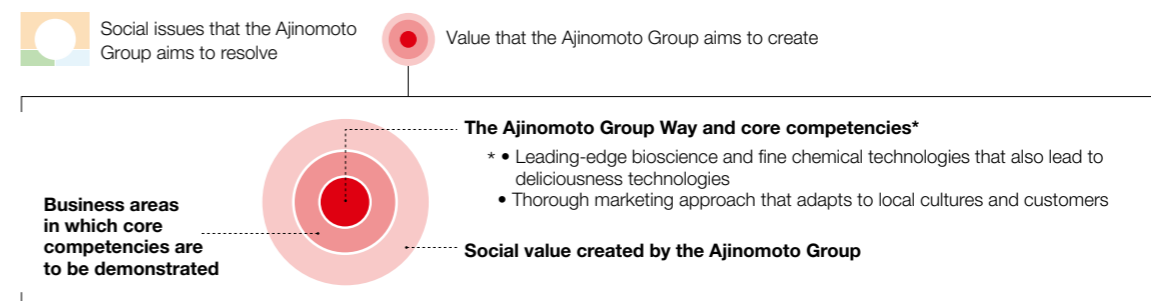 Social issues that the Ajinomoto
Group aims to resolve
Value that the Ajinomoto Group aims to create
The Ajinomoto Group Way and core competencies*
* • Leading-edge bioscience and fine chemical technologies that also lead to
deliciousness technologies
• Thorough marketing approach that adapts to local cultures and customers
Business areas
in which core
competencies are
to be demonstrated
Social value created by the Ajinomoto Group